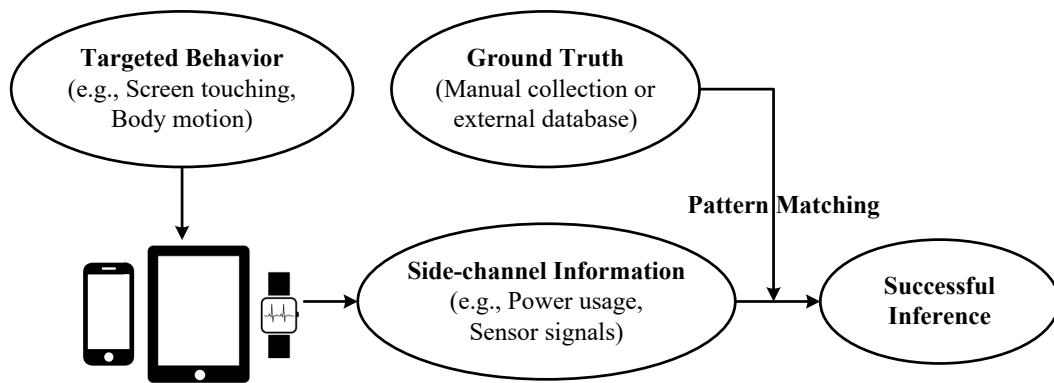 Targeted Behavior
(e.g., Screen touching,
Body motion)
Ground Truth
(Manual collection or
external database)
Pattern Matching
Side-channel Information
(e.g., Power usage,
Sensor signals)
Successful
Inference